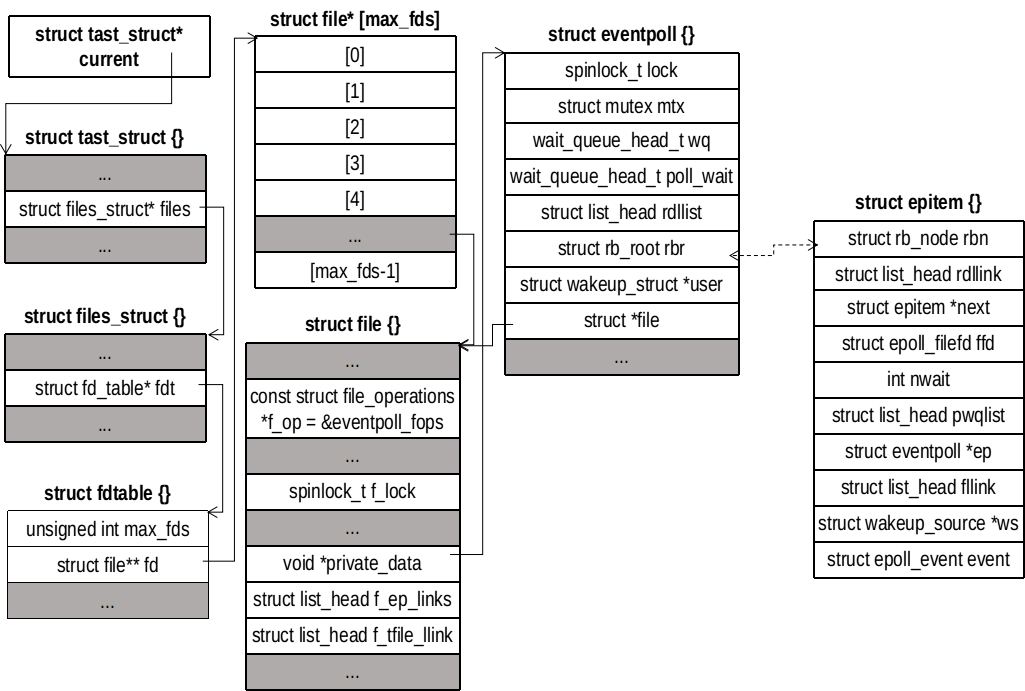 struct tast_struct*
current
struct tast_struct {}
...
struct files_struct* files
...
struct files_struct {}
...
struct fd_table* fdt
...
struct fdtable {}
unsigned int max_fds
struct file** fd
...
struct file* [max_fds]
[0]
[1]
[2]
[3]
[4]
...
[max_fds-1]
struct file {}
...
const struct file_operations
*f_op = &eventpoll_fops
...
spinlock_t f_lock
...
void *private_data
struct list_head f_ep_links
struct list_head f_tfile_llink
...
struct eventpoll {}
spinlock_t lock
struct mutex mtx
wait_queue_head_t wq
wait_queue_head_t poll_wait
struct list_head rdllist
struct rb_root rbr
struct wakeup_struct *user
struct *file
...
struct epitem {}
struct rb_node rbn
struct list_head rdllink
struct epitem *next
struct epoll_filefd ffd
int nwait
struct list_head pwqlist
struct eventpoll *ep
struct list_head fllink
struct wakeup_source *ws
struct epoll_event event